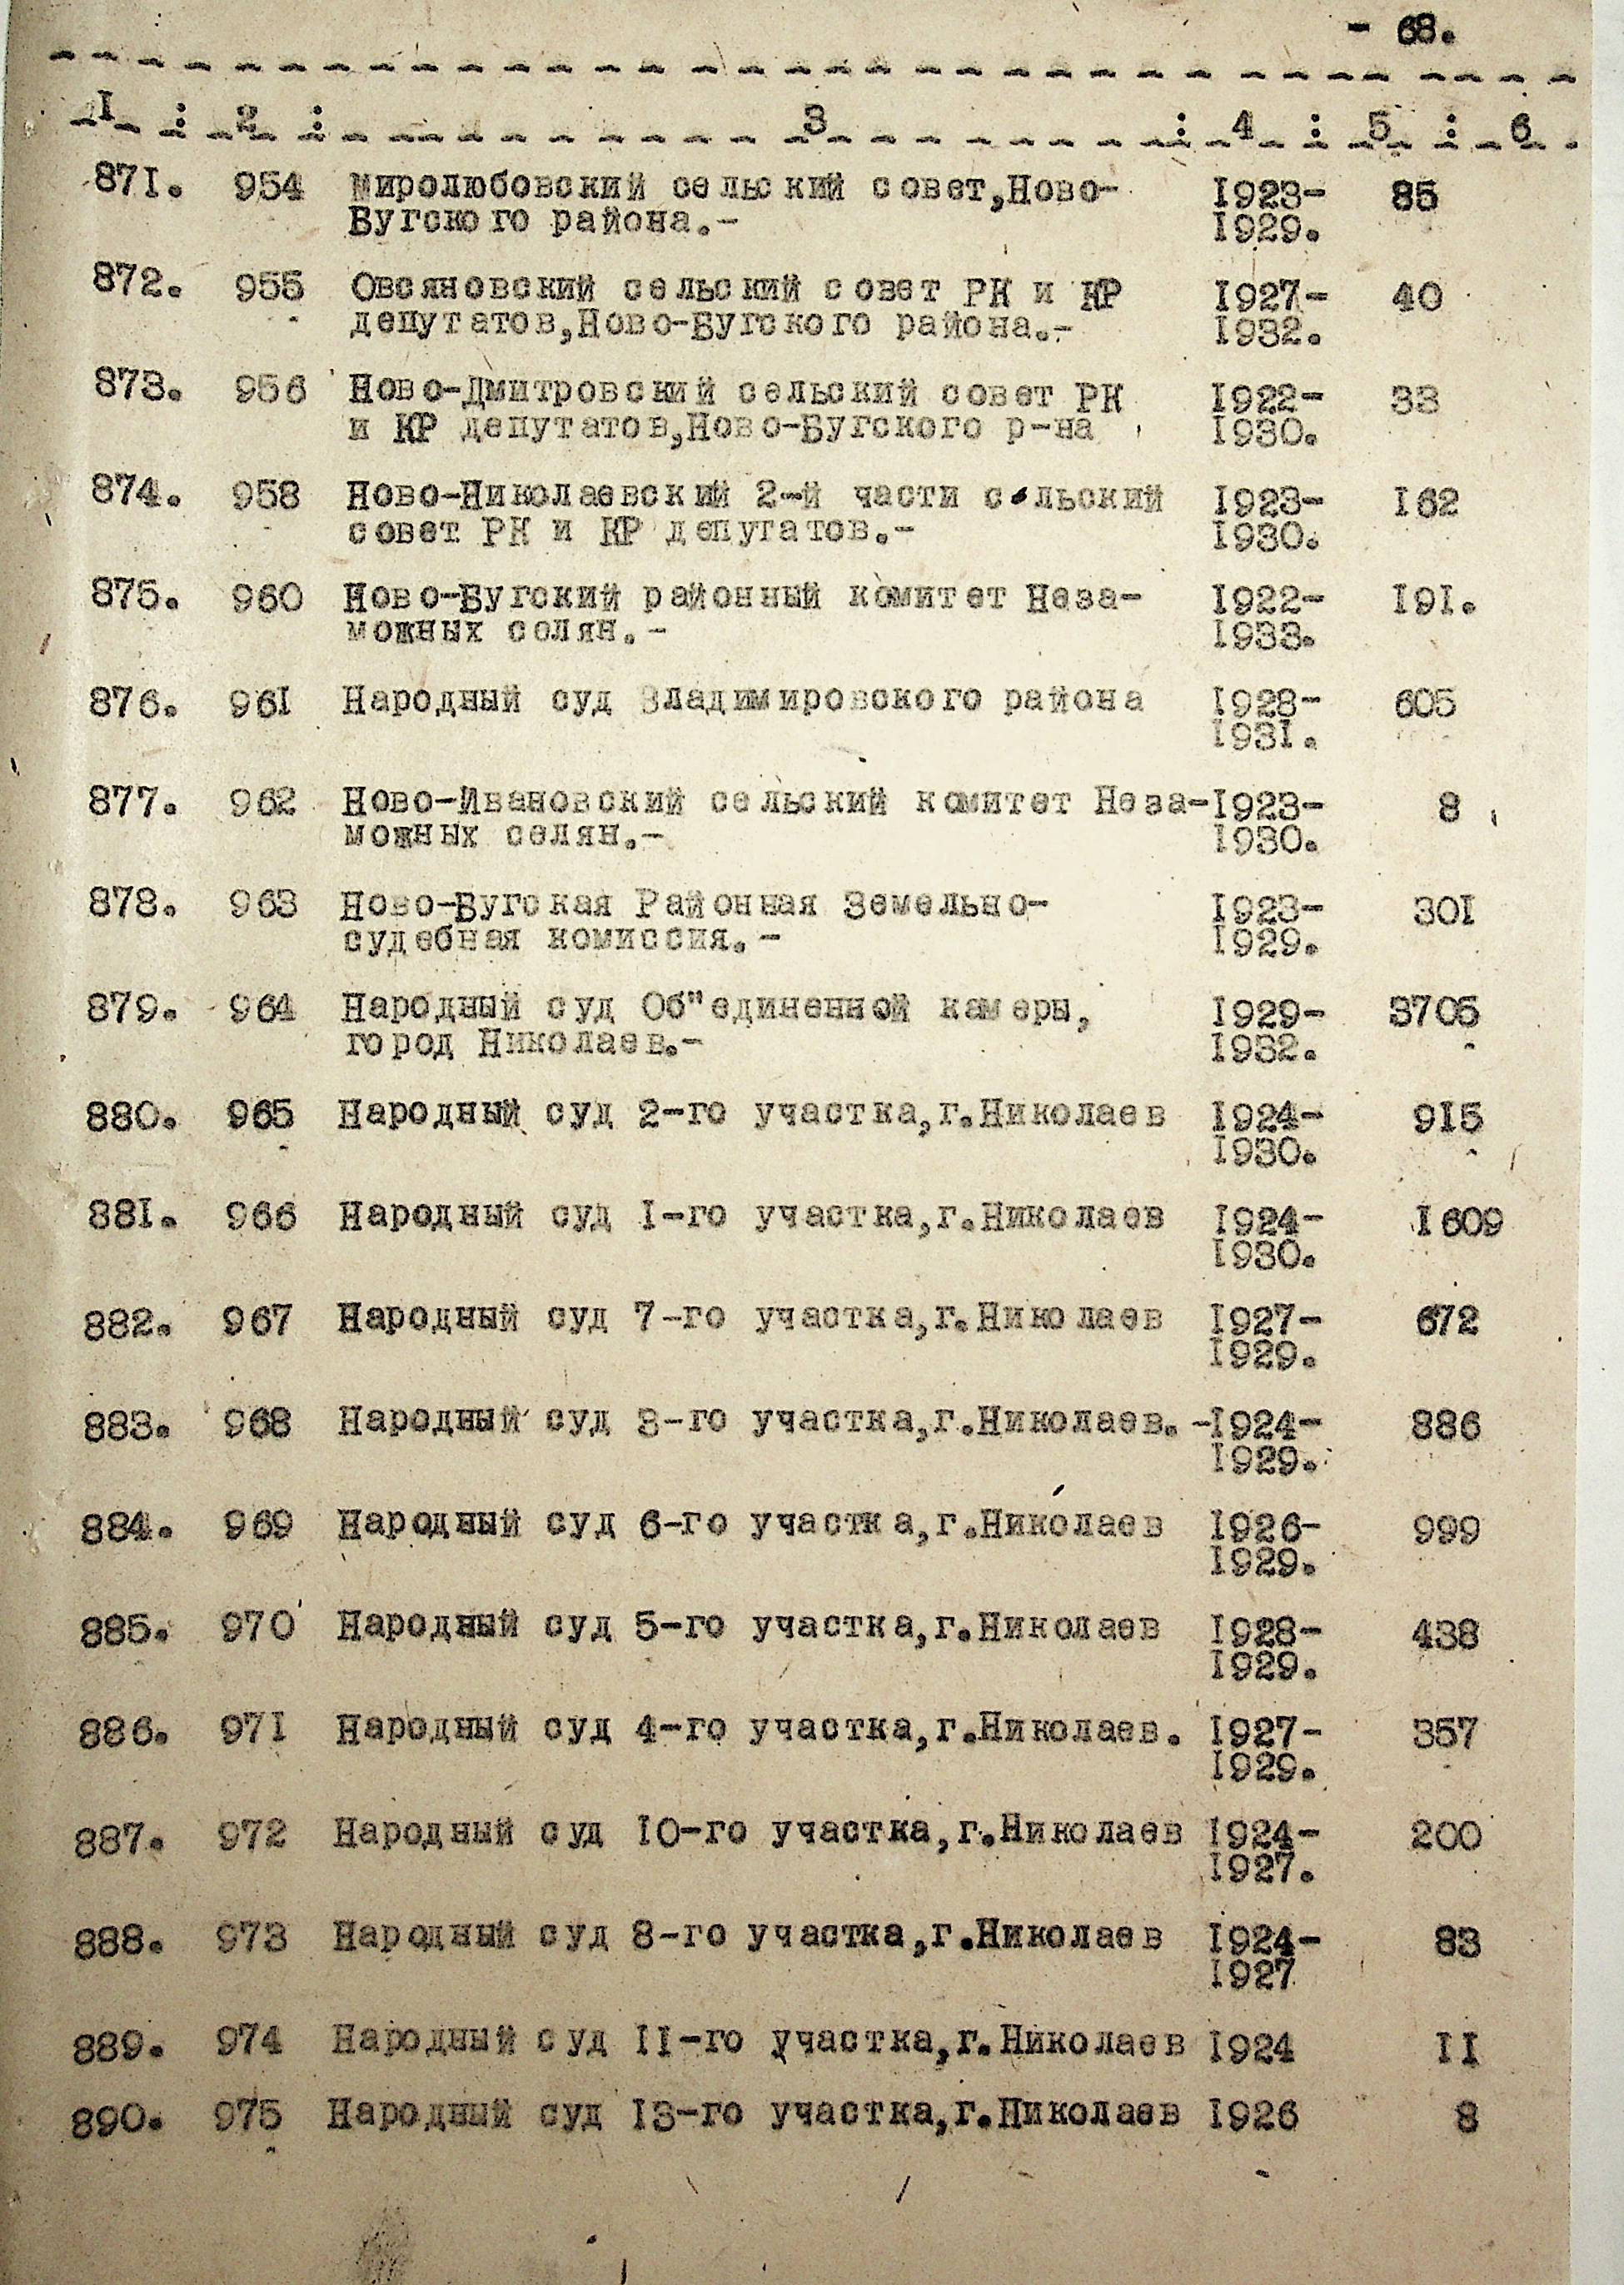 - 68.
1 : 2 : 3 : 4 : 5 : 6 .
871. 954 Миролюбовский сельский совет,Ново- 1923- 85
Бугского района.- 1929.
872. 955 Овсяновский сельский совет РК и КР 1927- 40
депутатов,Ново-Бугского района.- 1932.
873. 956 Ново-Дмитровский сельский совет РК 1922- 33
и КР депутатов,Ново-Бугского р-на 1930.
874. 958 Ново-Николаевский 2-й части сельский 1923- 162
совет РК и КР депутатов.- 1930.
875. 960 Ново-Бугский районный комитет Неза- 1922- 191.
можных солян.- 1933.
876. 961 Народный суд Владимировского района 1928- 605
1931.
877. 962 Ново-Ивановский сельский комитет Неза- 1923- 8
можных селян.- 1930.
878. 963 Ново-Бугская Районная Земельно- 1923- 301
судебная комиссия.- 1929.
879. 964 Народный суд Об"единенной камеры, 1929- 3705
город Николаев.- 1932.
880. 965 Народный суд 2-го участка,г.Николаев 1924- 915
1930.
881. 966 Народный суд 1-го участка,г.Николаев 1924- 1609
1930.
882. 967 Народный суд 7-го участка,г.Николаев 1927- 672
1929.
883. 968 Народный суд 3-го участка,г.Николаев.- 1924- 886
1929.
884. 969 Народный суд 6-го участка,г.Николаев 1926- 999
1929.
885. 970 Народный суд 5-го участка,г.Николаев 1928- 438
1929.
886. 971 Народный суд 4-го участка,г.Николаев. 1927- 357
1929.
887. 972 Народный суд 10-го участка,г.Николаев 1924- 200
1927.
888. 973 Народный суд 8-го участка,г.Николаев 1924- 83
1927
889. 974 Народный суд 11-го участка,г.Николаев 1924 11
890. 975 Народный суд 13-го участка,г.Николаев 1926 8